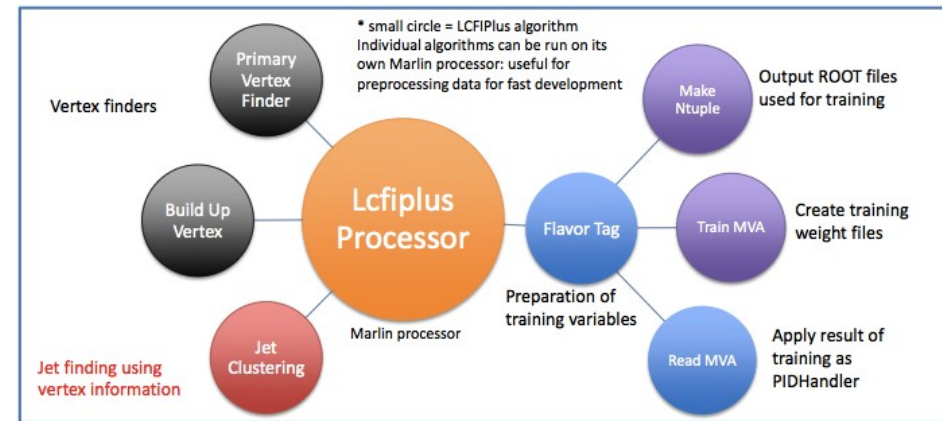 * small circle = LCFIPlus algorithm
Individual algorithms can be run on its
own Marlin processor: useful for
preprocessing data for fast development
Primary
Vertex
Finder
Vertex finders
Make
Ntuple
Output ROOT files
used for training
Build Up
Vertex
Lcfiplus
Processor
Flavor Tag
Train MVA
Create training
weight files
Preparation of
training variables
Marlin processor
Jet
Clustering
Jet finding using
vertex information
Read MVA
Apply result of
training as
PIDHandler